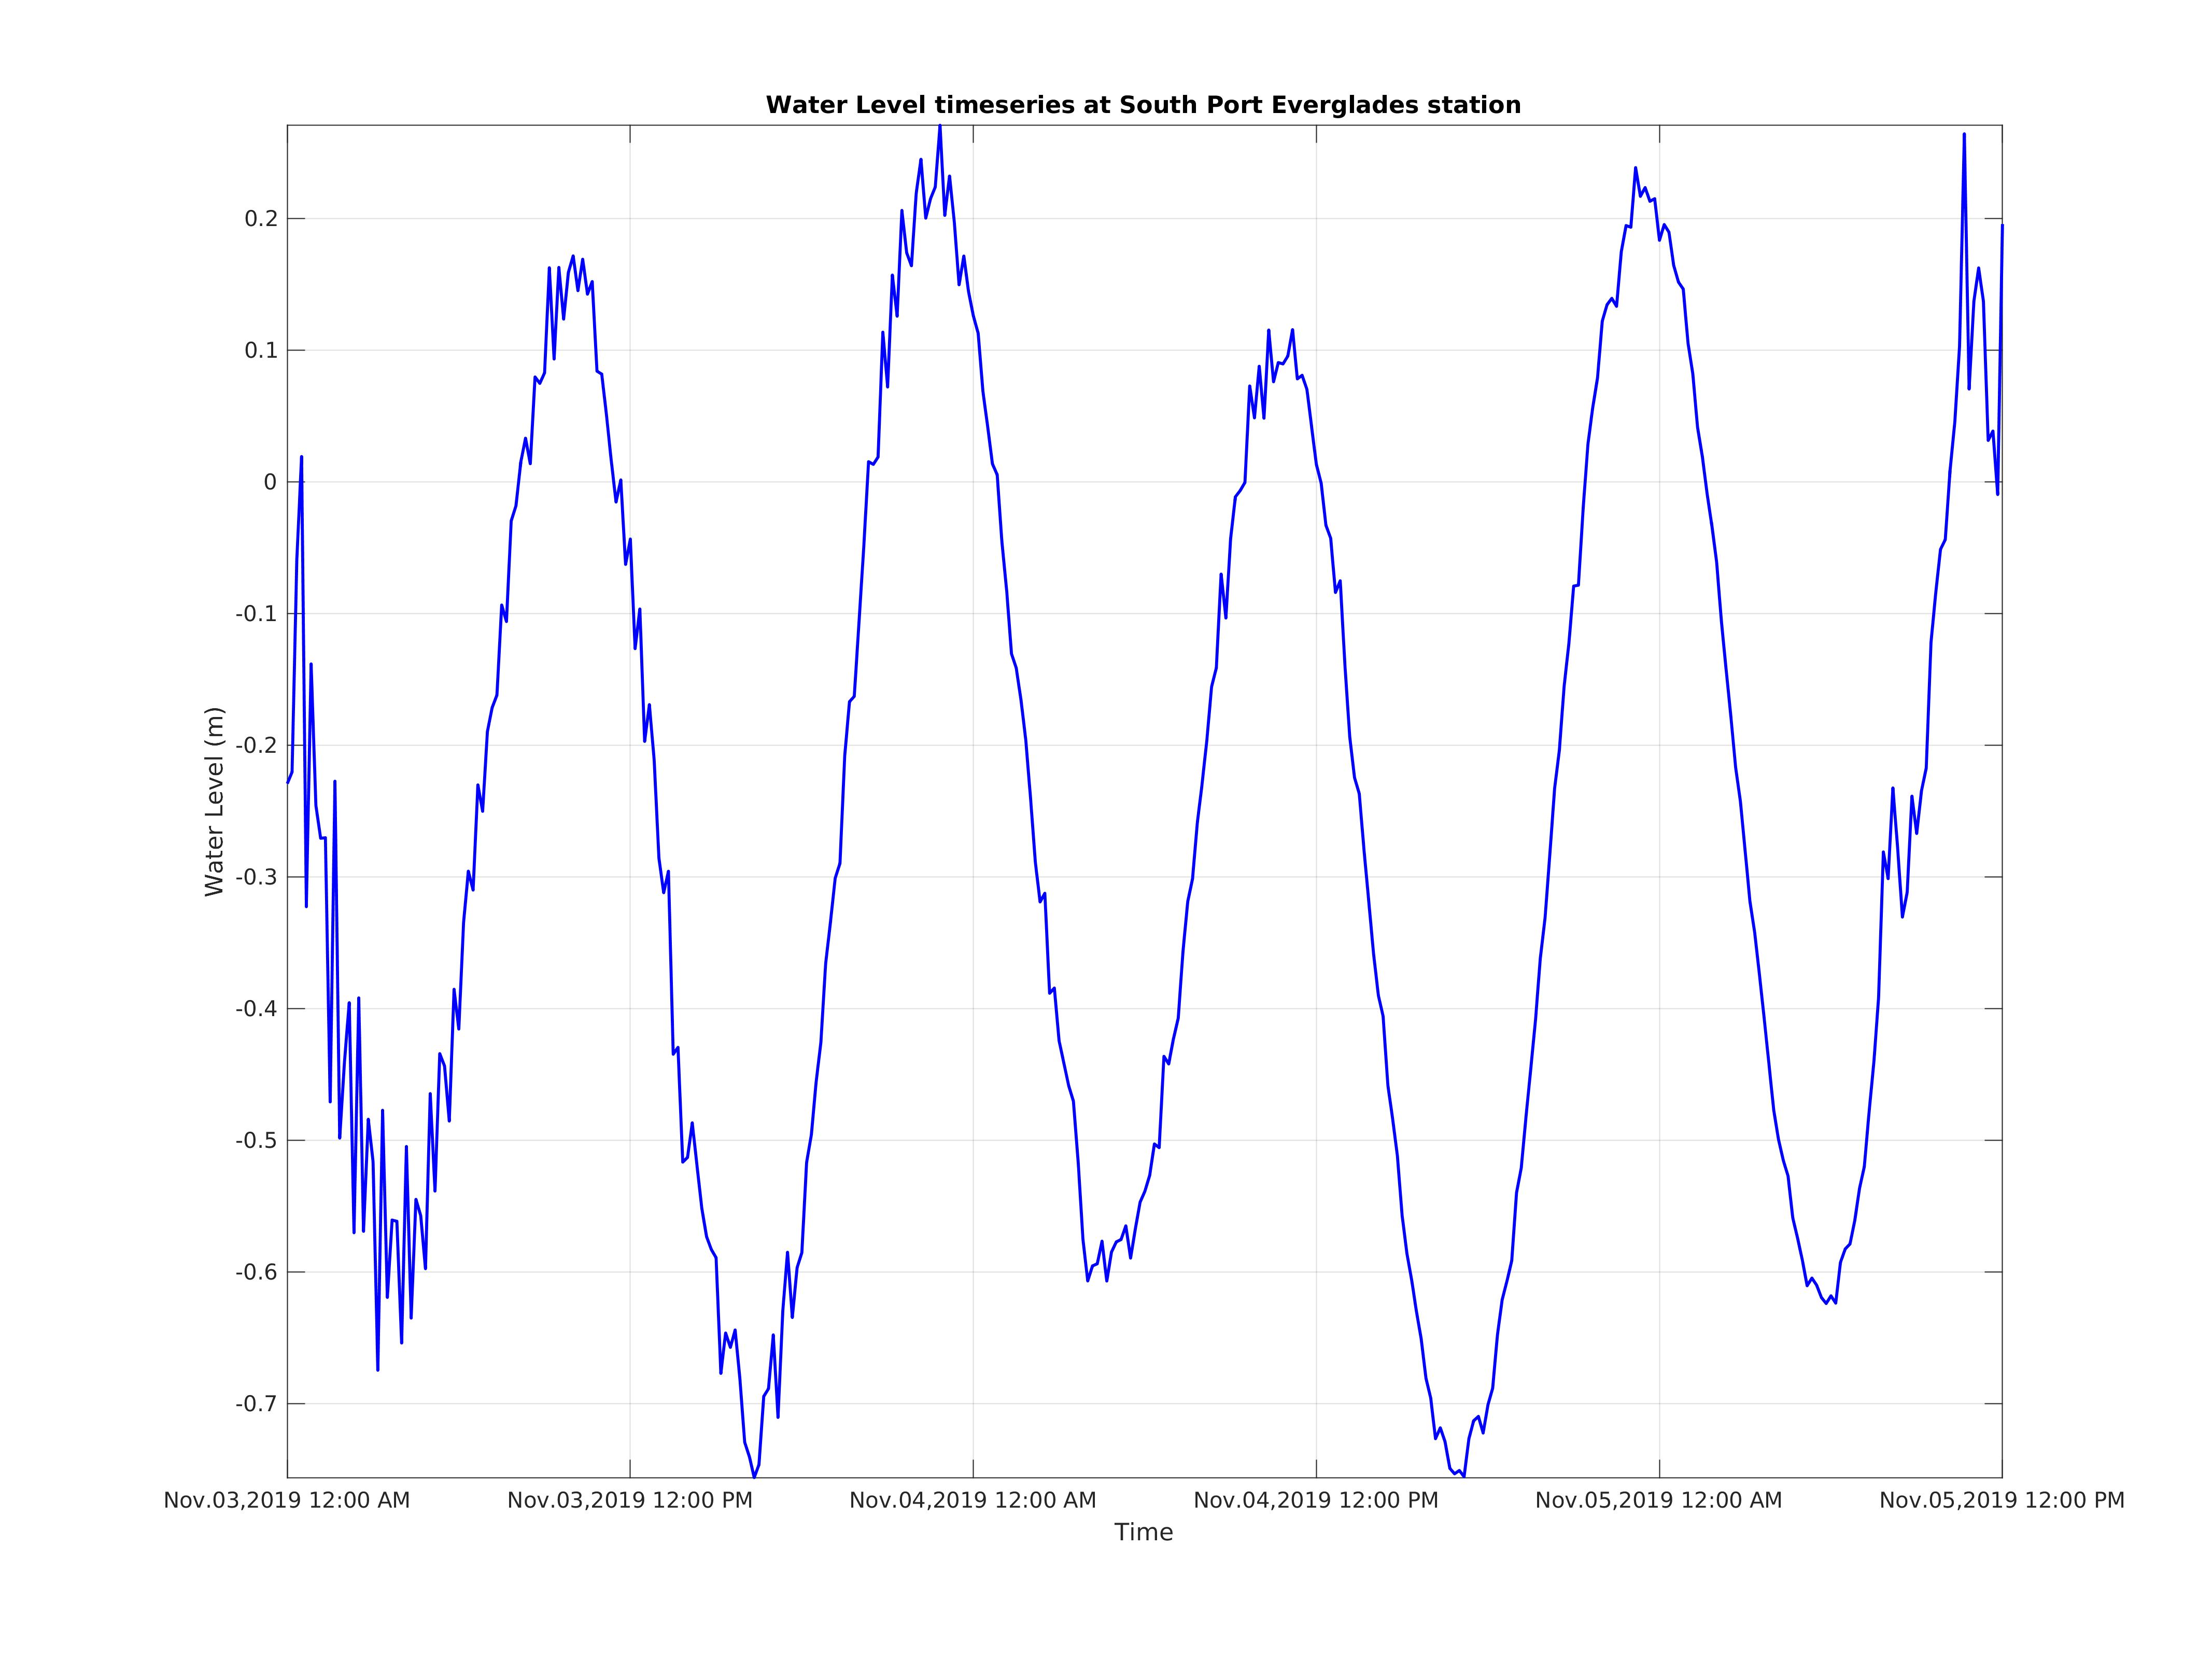 Water Level timeseries at South Port Everglades station
0.2
0.1
0
-0.1
-0.2
-0.3
-0.4
-0.5
-0.6
-0.7
Water Level (m)
Nov.03,2019 12:00 AM
Nov.03,2019 12:00 PM
Nov.04,2019 12:00 AM
Nov.04,2019 12:00 PM
Nov.05,2019 12:00 AM
Nov.05,2019 12:00 PM
Time